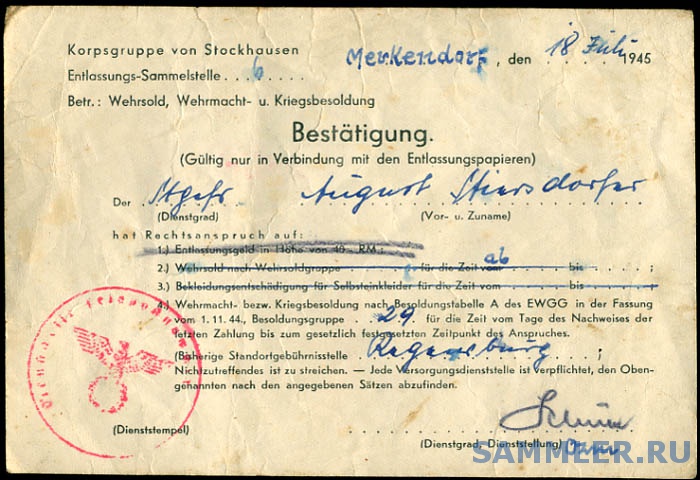 Korpsgruppe von Stockhausen
Merkendorf, den 18 Juli 1945
Entlassungs-Sammelstelle . . 6 . . . .
Betr.: Wehrsold, Wehrmacht- u. Kriegsbesoldung
Bestätigung.
(Gültig nur in Verbindung mit den Entlassungspapieren)
Der Stgefr August Stiersdorfer
(Dienstgrad) (Vor- u. Zuname)
hat Rechtsanspruch auf:
1.) Entlassungsgeld in Höhe von 40 RM.;
2.) Wehrsold nach Wehrsoldgruppe für die Zeit vom ab bis . . . . . ;
3.) Bekleidungsentschädigung für Selbsteinkleider für die Zeit vom bis . . . . . ;
4.) Wehrmacht- bezw. Kriegsbesoldung nach Besoldungstabelle A des EWGG in der Fassung
vom 1.11.44., Besoldungsgruppe 29 für die Zeit vom Tage des Nachweises der
letzten Zahlung bis zum gesetzlich festgesetzten Zeitpunkt des Anspruches.
(Bisherige Standortgebührnisstelle Regensburg ;
Nichtzutreffendes ist zu streichen. — Jede Versorgungsdienststelle ist verpflichtet, den Oben-
genannten nach den angegebenen Sätzen abzufinden.
(Dienststempel)
(Dienstgrad, Dienststellung)
SAMMLER.RU